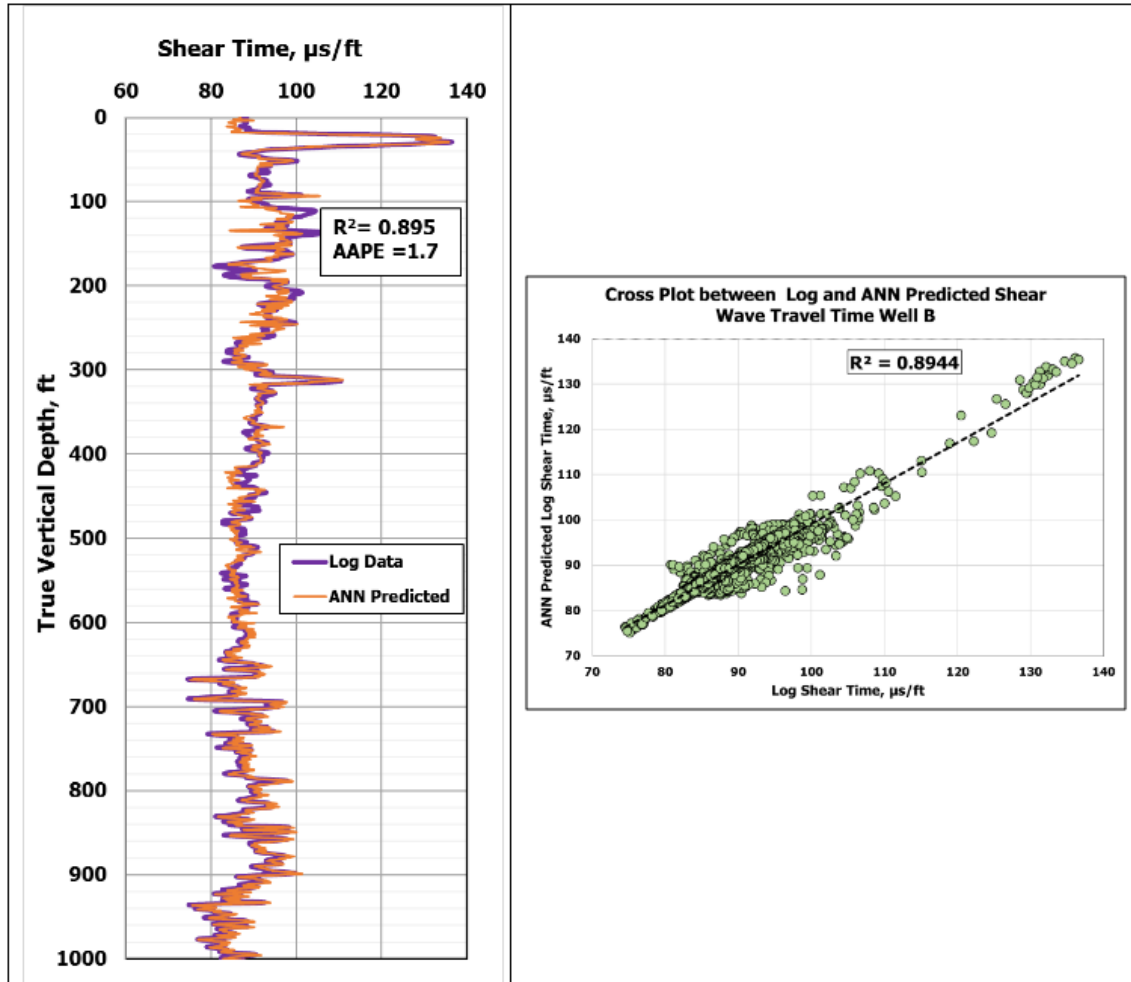 Shear Time, μs/ft
60 80 100 120 140
True Vertical Depth, ft
0
100
200
300
400
500
600
700
800
900
1000
R²= 0.895
AAPE =1.7
Log Data
ANN Predicted
Cross Plot between Log and ANN Predicted Shear
Wave Travel Time Well B
R² = 0.8944
ANN Predicted Log Shear Time, μs/ft
140
130
120
110
100
90
80
70
70 80 90 100 110 120 130 140
Log Shear Time, μs/ft